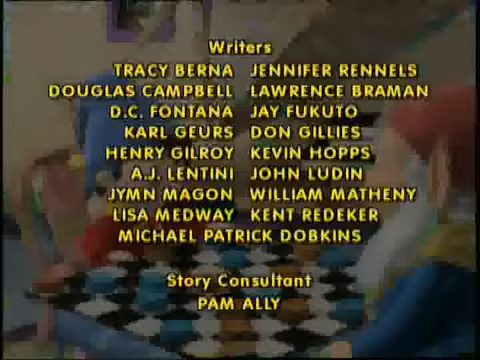 Writers
TRACY BERNA JENNIFER RENNELS
DOUGLAS CAMPBELL LAWRENCE BRAMAN
D.C. FONTANA JAY FUKUTO
KARL GEURS DON GILLIES
HENRY GILROY KEVIN HOPPS
A.J. LENTINI JOHN LUDIN
JYMN MAGON WILLIAM MATHENY
LISA MEDWAY KENT REDEKER
MICHAEL PATRICK DOBKINS
Story Consultant
PAM ALLY